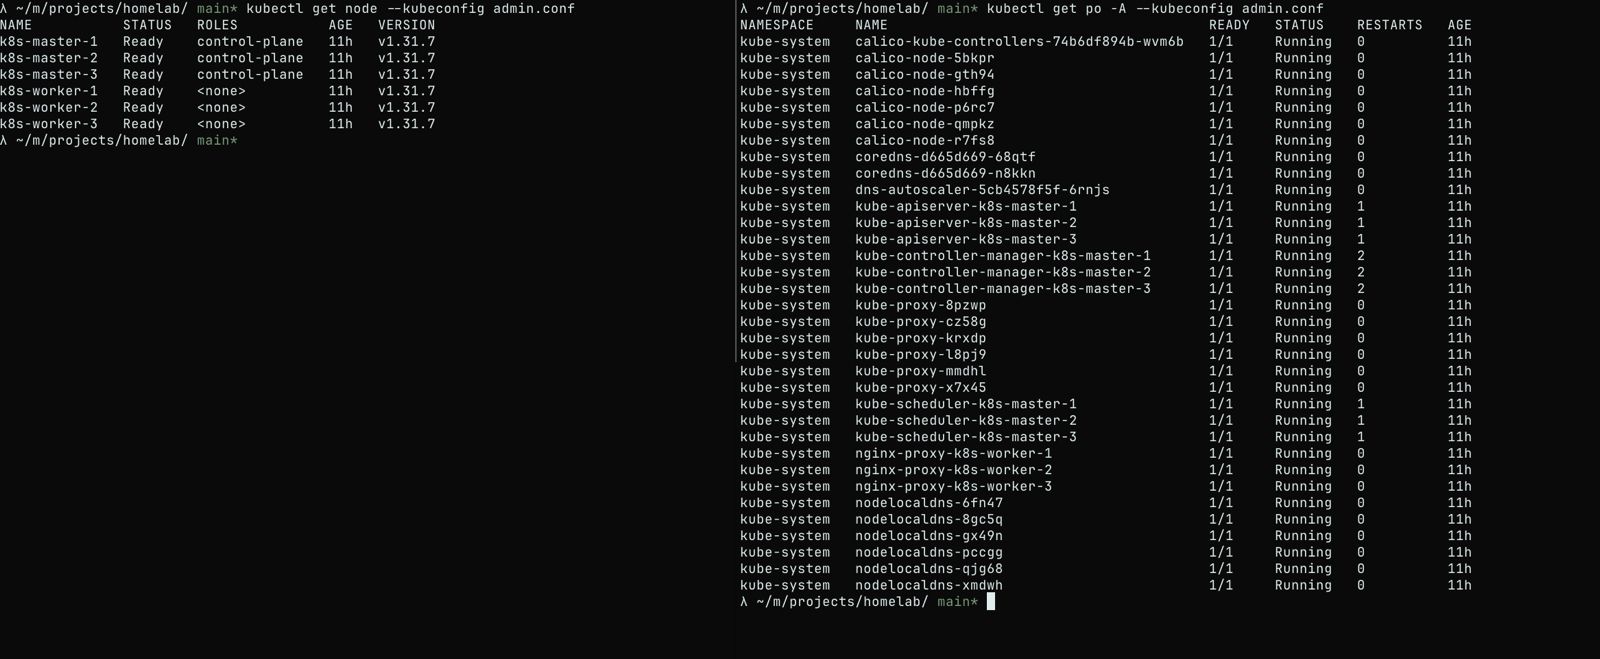 λ ~/m/projects/homelab/ main* kubectl get node --kubeconfig admin.conf
NAME STATUS ROLES AGE VERSION
k8s-master-1 Ready control-plane 11h v1.31.7
k8s-master-2 Ready control-plane 11h v1.31.7
k8s-master-3 Ready control-plane 11h v1.31.7
k8s-worker-1 Ready <none> 11h v1.31.7
k8s-worker-2 Ready <none> 11h v1.31.7
k8s-worker-3 Ready <none> 11h v1.31.7
λ ~/m/projects/homelab/ main*
λ ~/m/projects/homelab/ main* kubectl get po -A --kubeconfig admin.conf
NAMESPACE NAME READY STATUS RESTARTS AGE
kube-system calico-kube-controllers-74b6df894b-wvm6b 1/1 Running 0 11h
kube-system calico-node-5bkpr 1/1 Running 0 11h
kube-system calico-node-gth94 1/1 Running 0 11h
kube-system calico-node-hbffg 1/1 Running 0 11h
kube-system calico-node-p6rc7 1/1 Running 0 11h
kube-system calico-node-qmpkz 1/1 Running 0 11h
kube-system calico-node-r7fs8 1/1 Running 0 11h
kube-system coredns-d665d669-68qtf 1/1 Running 0 11h
kube-system coredns-d665d669-n8kkn 1/1 Running 0 11h
kube-system dns-autoscaler-5cb4578f5f-6rnjs 1/1 Running 0 11h
kube-system kube-apiserver-k8s-master-1 1/1 Running 1 11h
kube-system kube-apiserver-k8s-master-2 1/1 Running 1 11h
kube-system kube-apiserver-k8s-master-3 1/1 Running 1 11h
kube-system kube-controller-manager-k8s-master-1 1/1 Running 2 11h
kube-system kube-controller-manager-k8s-master-2 1/1 Running 2 11h
kube-system kube-controller-manager-k8s-master-3 1/1 Running 2 11h
kube-system kube-proxy-8pzwp 1/1 Running 0 11h
kube-system kube-proxy-cz58g 1/1 Running 0 11h
kube-system kube-proxy-krxdp 1/1 Running 0 11h
kube-system kube-proxy-l8pj9 1/1 Running 0 11h
kube-system kube-proxy-mmdhl 1/1 Running 0 11h
kube-system kube-proxy-x7x45 1/1 Running 0 11h
kube-system kube-scheduler-k8s-master-1 1/1 Running 1 11h
kube-system kube-scheduler-k8s-master-2 1/1 Running 1 11h
kube-system kube-scheduler-k8s-master-3 1/1 Running 1 11h
kube-system nginx-proxy-k8s-worker-1 1/1 Running 0 11h
kube-system nginx-proxy-k8s-worker-2 1/1 Running 0 11h
kube-system nginx-proxy-k8s-worker-3 1/1 Running 0 11h
kube-system nodelocaldns-6fn47 1/1 Running 0 11h
kube-system nodelocaldns-8gc5q 1/1 Running 0 11h
kube-system nodelocaldns-gx49n 1/1 Running 0 11h
kube-system nodelocaldns-pccgg 1/1 Running 0 11h
kube-system nodelocaldns-qjg68 1/1 Running 0 11h
kube-system nodelocaldns-xmdwh 1/1 Running 0 11h
λ ~/m/projects/homelab/ main*